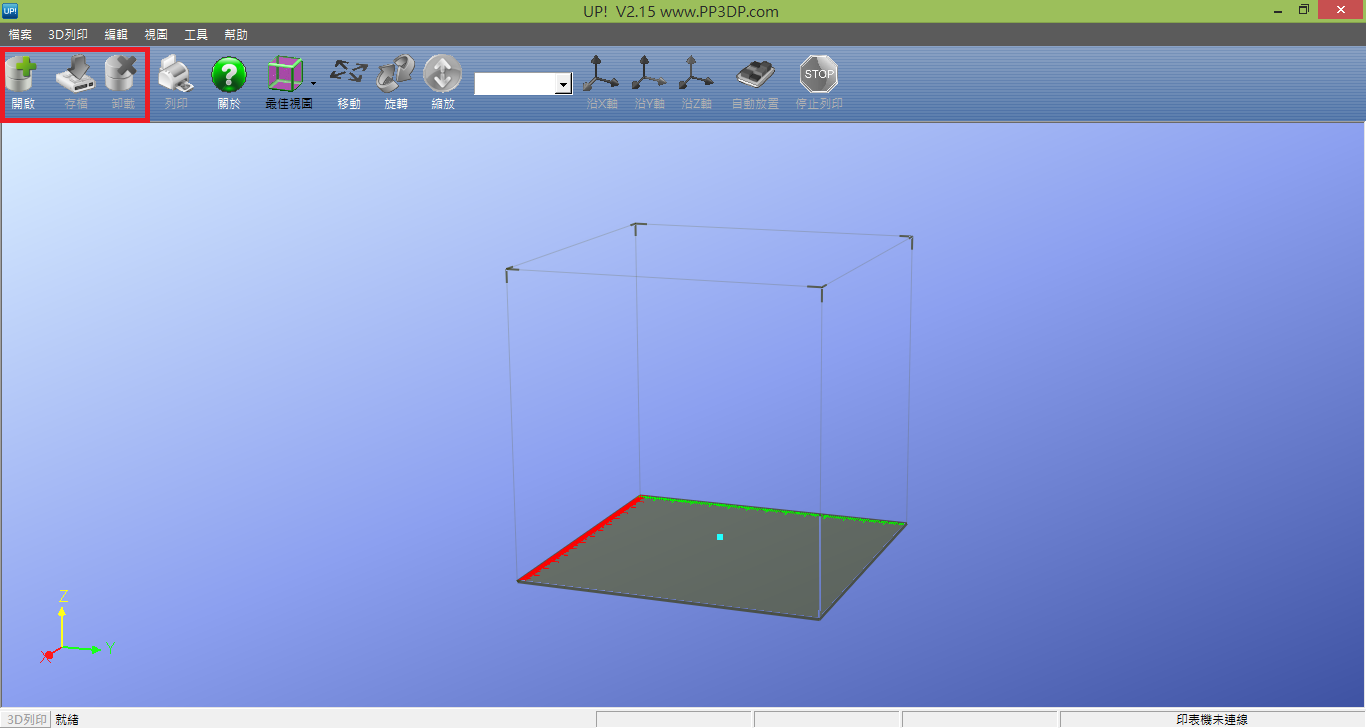 UP! UP! V2.15 www.PP3DP.com
檔案 3D列印 編輯 視圖 工具 幫助
STOP
開啟 存檔 卸載 列印 關於 最佳視圖 移動 旋轉 縮放 沿X軸 沿Y軸 沿Z軸 自動放置 停止列印
Z
X Y
3D列印 就緒 印表機未連線